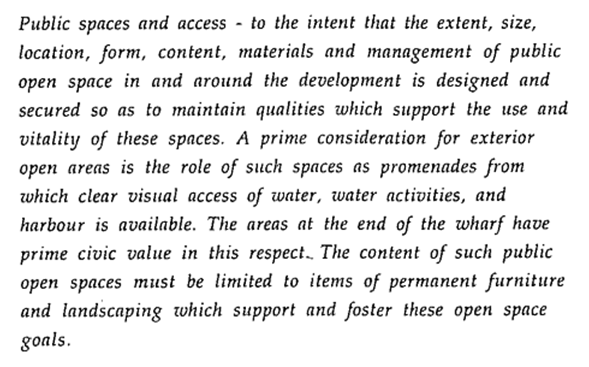 Public spaces and access - to the intent that the extent, size,
location, form, content, materials and management of public
open space in and around the development is designed and
secured so as to maintain qualities which support the use and
vitality of these spaces. A prime consideration for exterior
open areas is the role of such spaces as promenades from
which clear visual access of water, water activities, and
harbour is available. The areas at the end of the wharf have
prime civic value in this respect. The content of such public
open spaces must be limited to items of permanent furniture
and landscaping which support and foster these open space
goals.